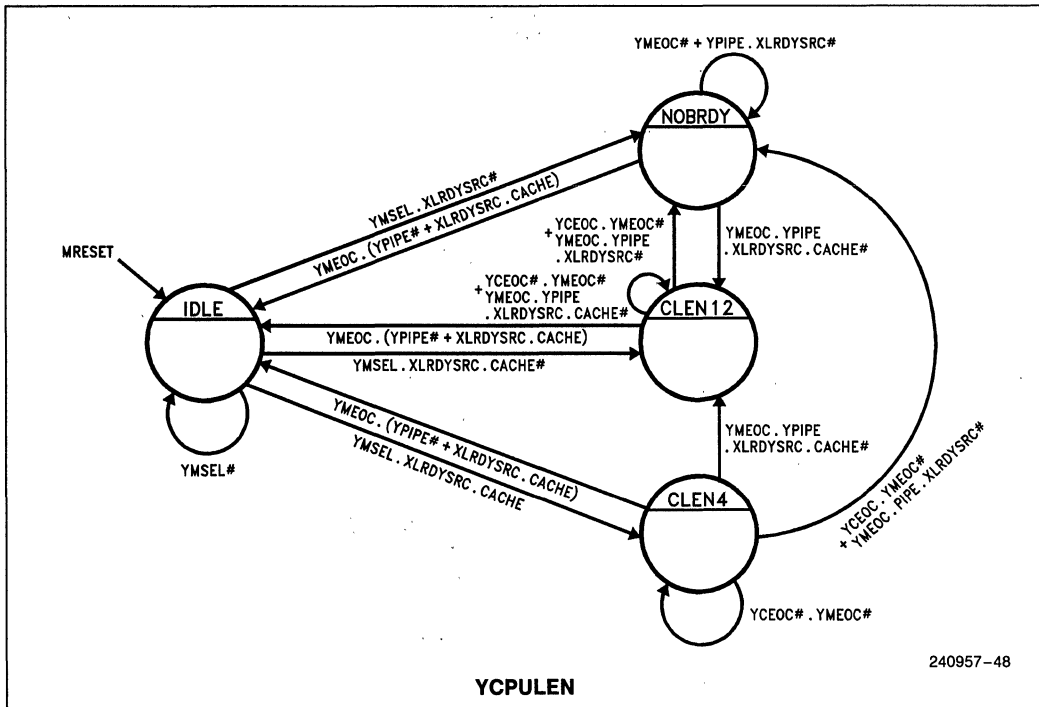 YMEOC# + YPIPE.XLRDYSRC#
NOBRDY
YMSEL.XLRDYSRC#
YMEOC.(YPIPE# + XLRDYSRC.CACHE)
+ YCEOC.YMEOC#
YMEOC.YPIPE
.XLRDYSRC#
YMEOC.YPIPE
.XLRDYSRC.CACHE#
MRESET
+ YCEOC#.YMEOC#
YMEOC.YPIPE
.XLRDYSRC.CACHE#
IDLE
CLEN12
YMEOC.(YPIPE# + XLRDYSRC.CACHE)
YMSEL.XLRDYSRC.CACHE#
YMSEL#
YMEOC.(YPIPE# + XLRDYSRC.CACHE)
YMSEL.XLRDYSRC.CACHE
YMEOC.YPIPE
.XLRDYSRC.CACHE#
CLEN4
YCEOC.YMEOC#
+ YMEOC.PIPE.XLRDYSRC#
YCEOC#.YMEOC#
240957-48
YCPULEN